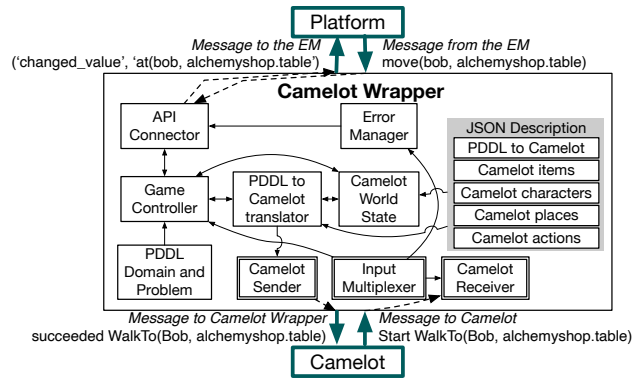 Platform
Message to the EM
('changed_value', 'at(bob, alchemyshop.table')
Message from the EM
move(bob, alchemyshop.table)
Camelot Wrapper
API
Connector
Error
Manager
JSON Description
PDDL to Camelot
Camelot items
Camelot characters
Camelot places
Camelot actions
Game
Controller
PDDL to
Camelot
translator
Camelot
World
State
PDDL
Domain and
Problem
Camelot
Sender
Input
Multiplexer
Camelot
Receiver
Message to Camelot Wrapper
succeeded WalkTo(Bob, alchemyshop.table)
Message to Camelot
Start WalkTo(Bob, alchemyshop.table)
Camelot